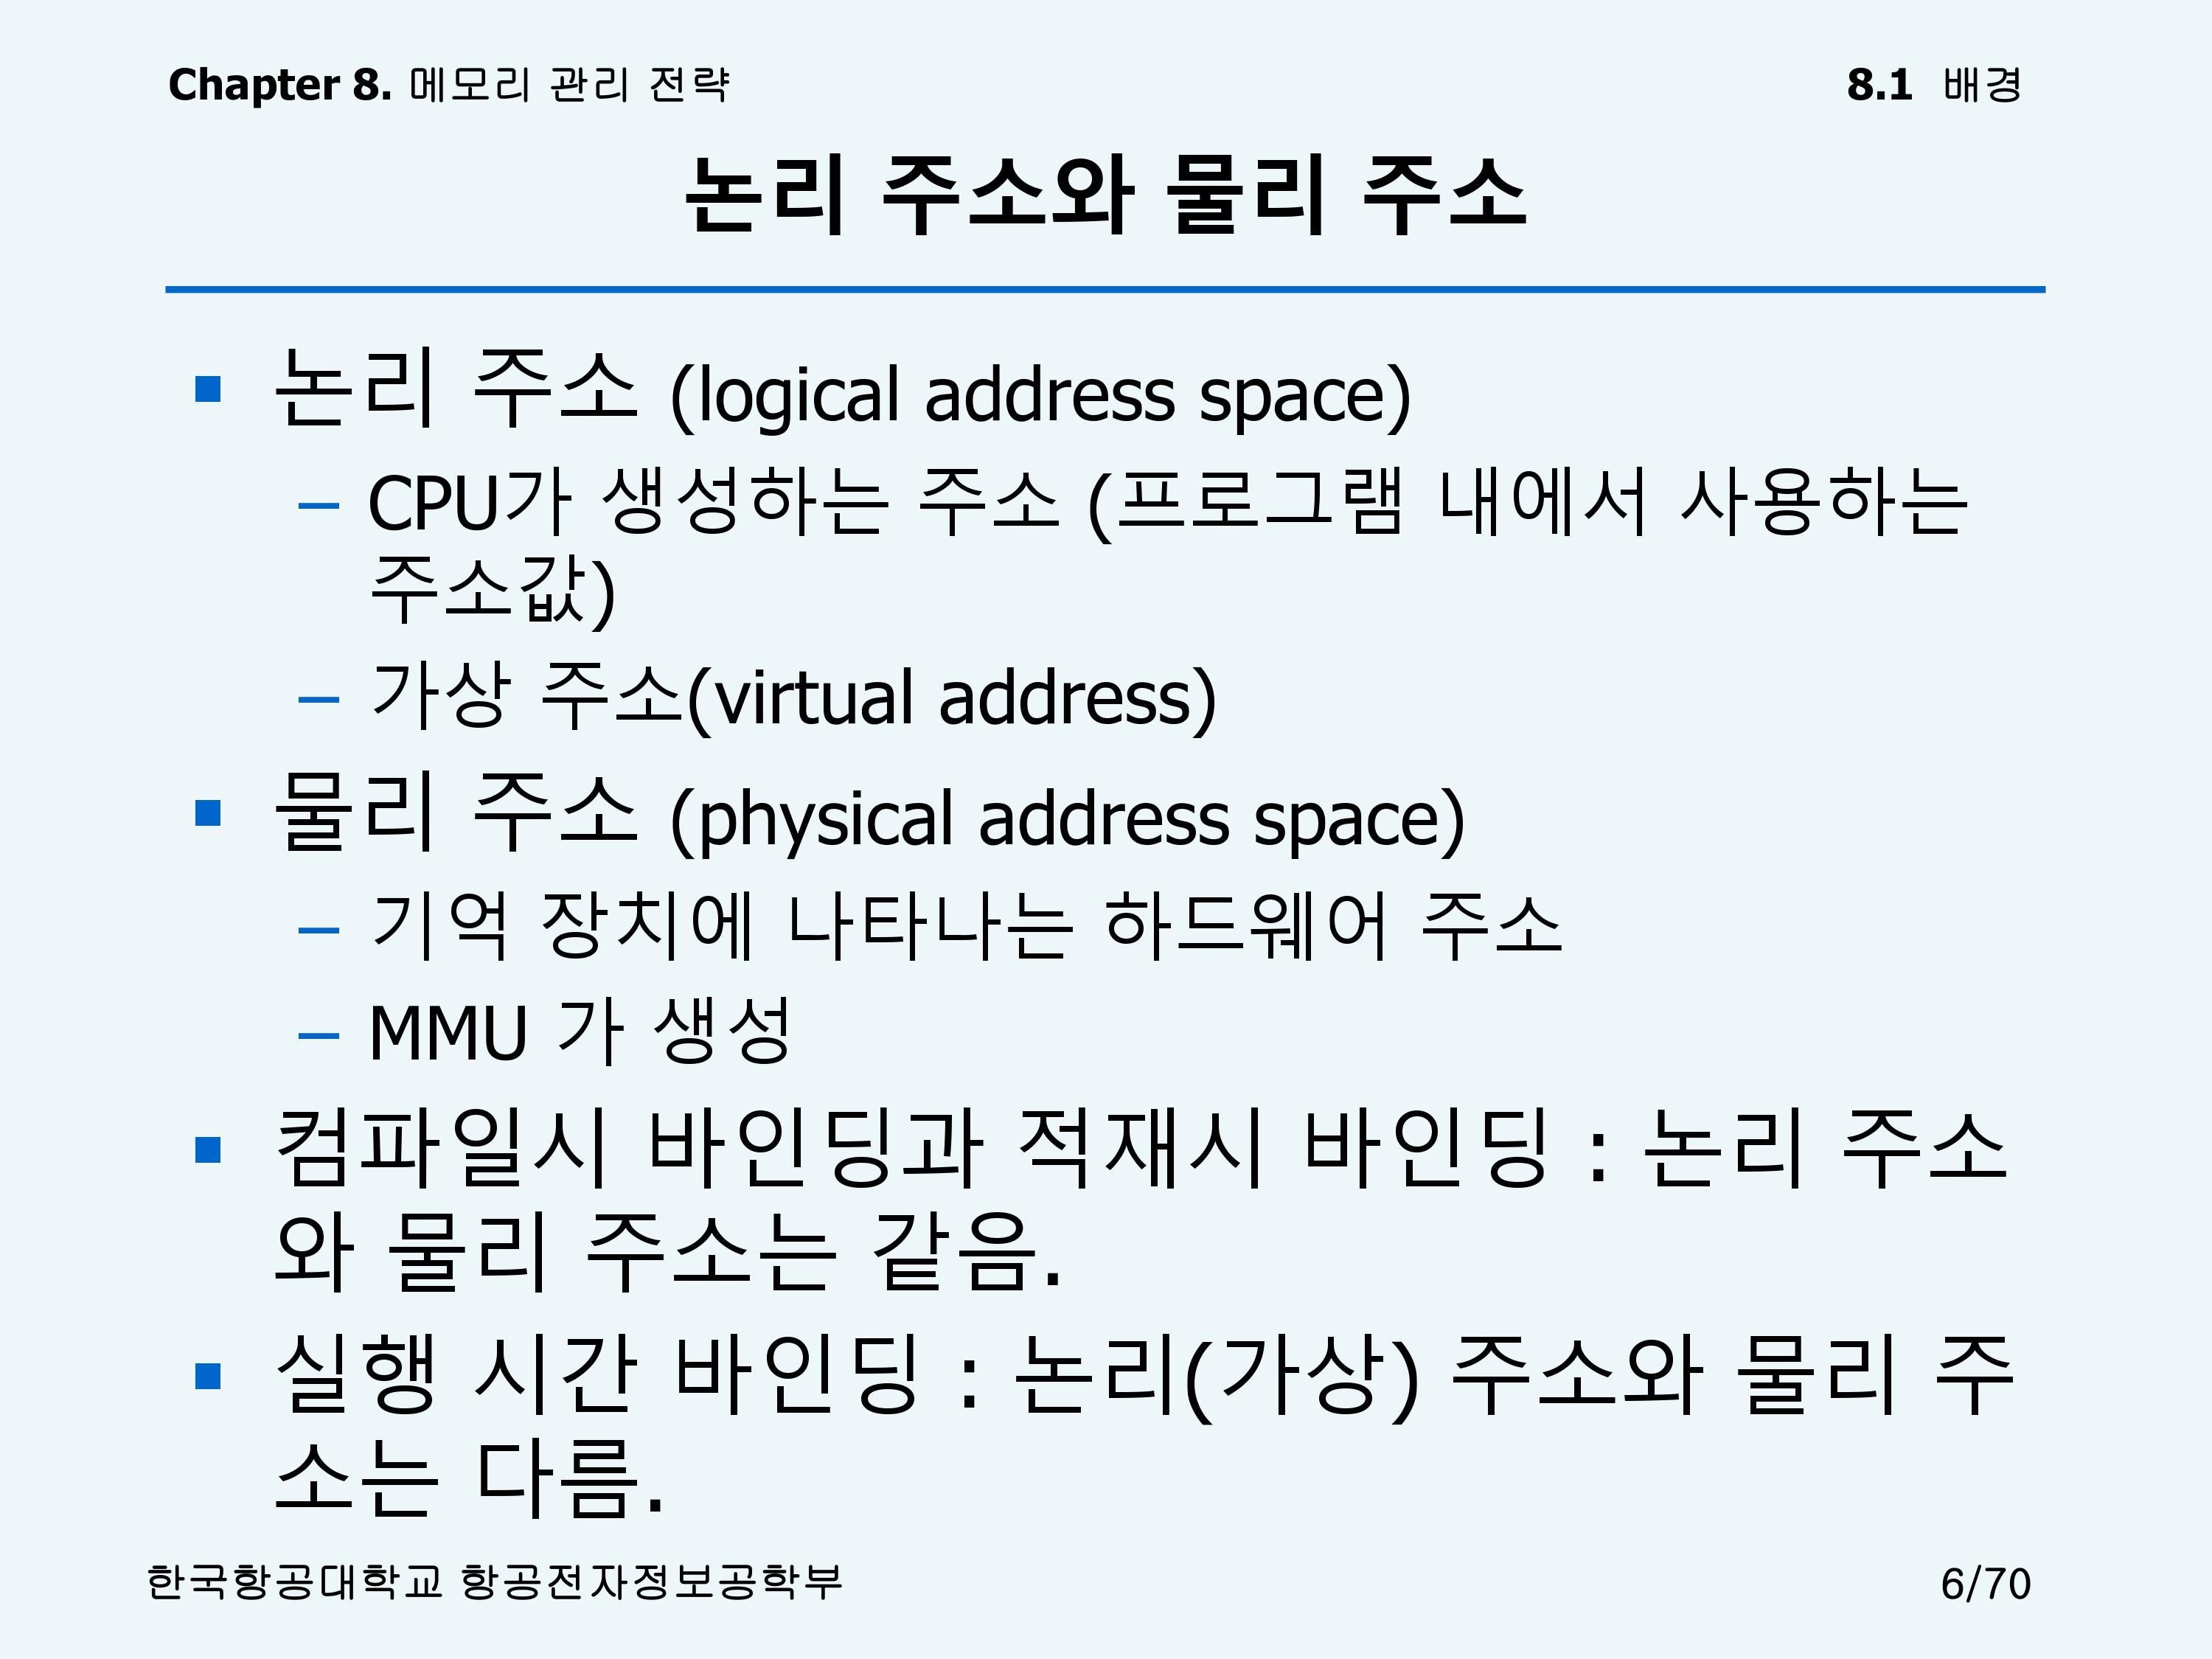 Chapter 8. 메모리 관리 전략
8.1 배경
논리 주소와 물리 주소
▪ 논리 주소 (logical address space)
– CPU가 생성하는 주소 (프로그램 내에서 사용하는
주소값)
– 가상 주소(virtual address)
▪ 물리 주소 (physical address space)
– 기억 장치에 나타나는 하드웨어 주소
– MMU 가 생성
▪ 컴파일시 바인딩과 적재시 바인딩 : 논리 주소
와 물리 주소는 같음.
▪ 실행 시간 바인딩 : 논리(가상) 주소와 물리 주
소는 다름.
한국항공대학교 항공전자정보공학부
6/70